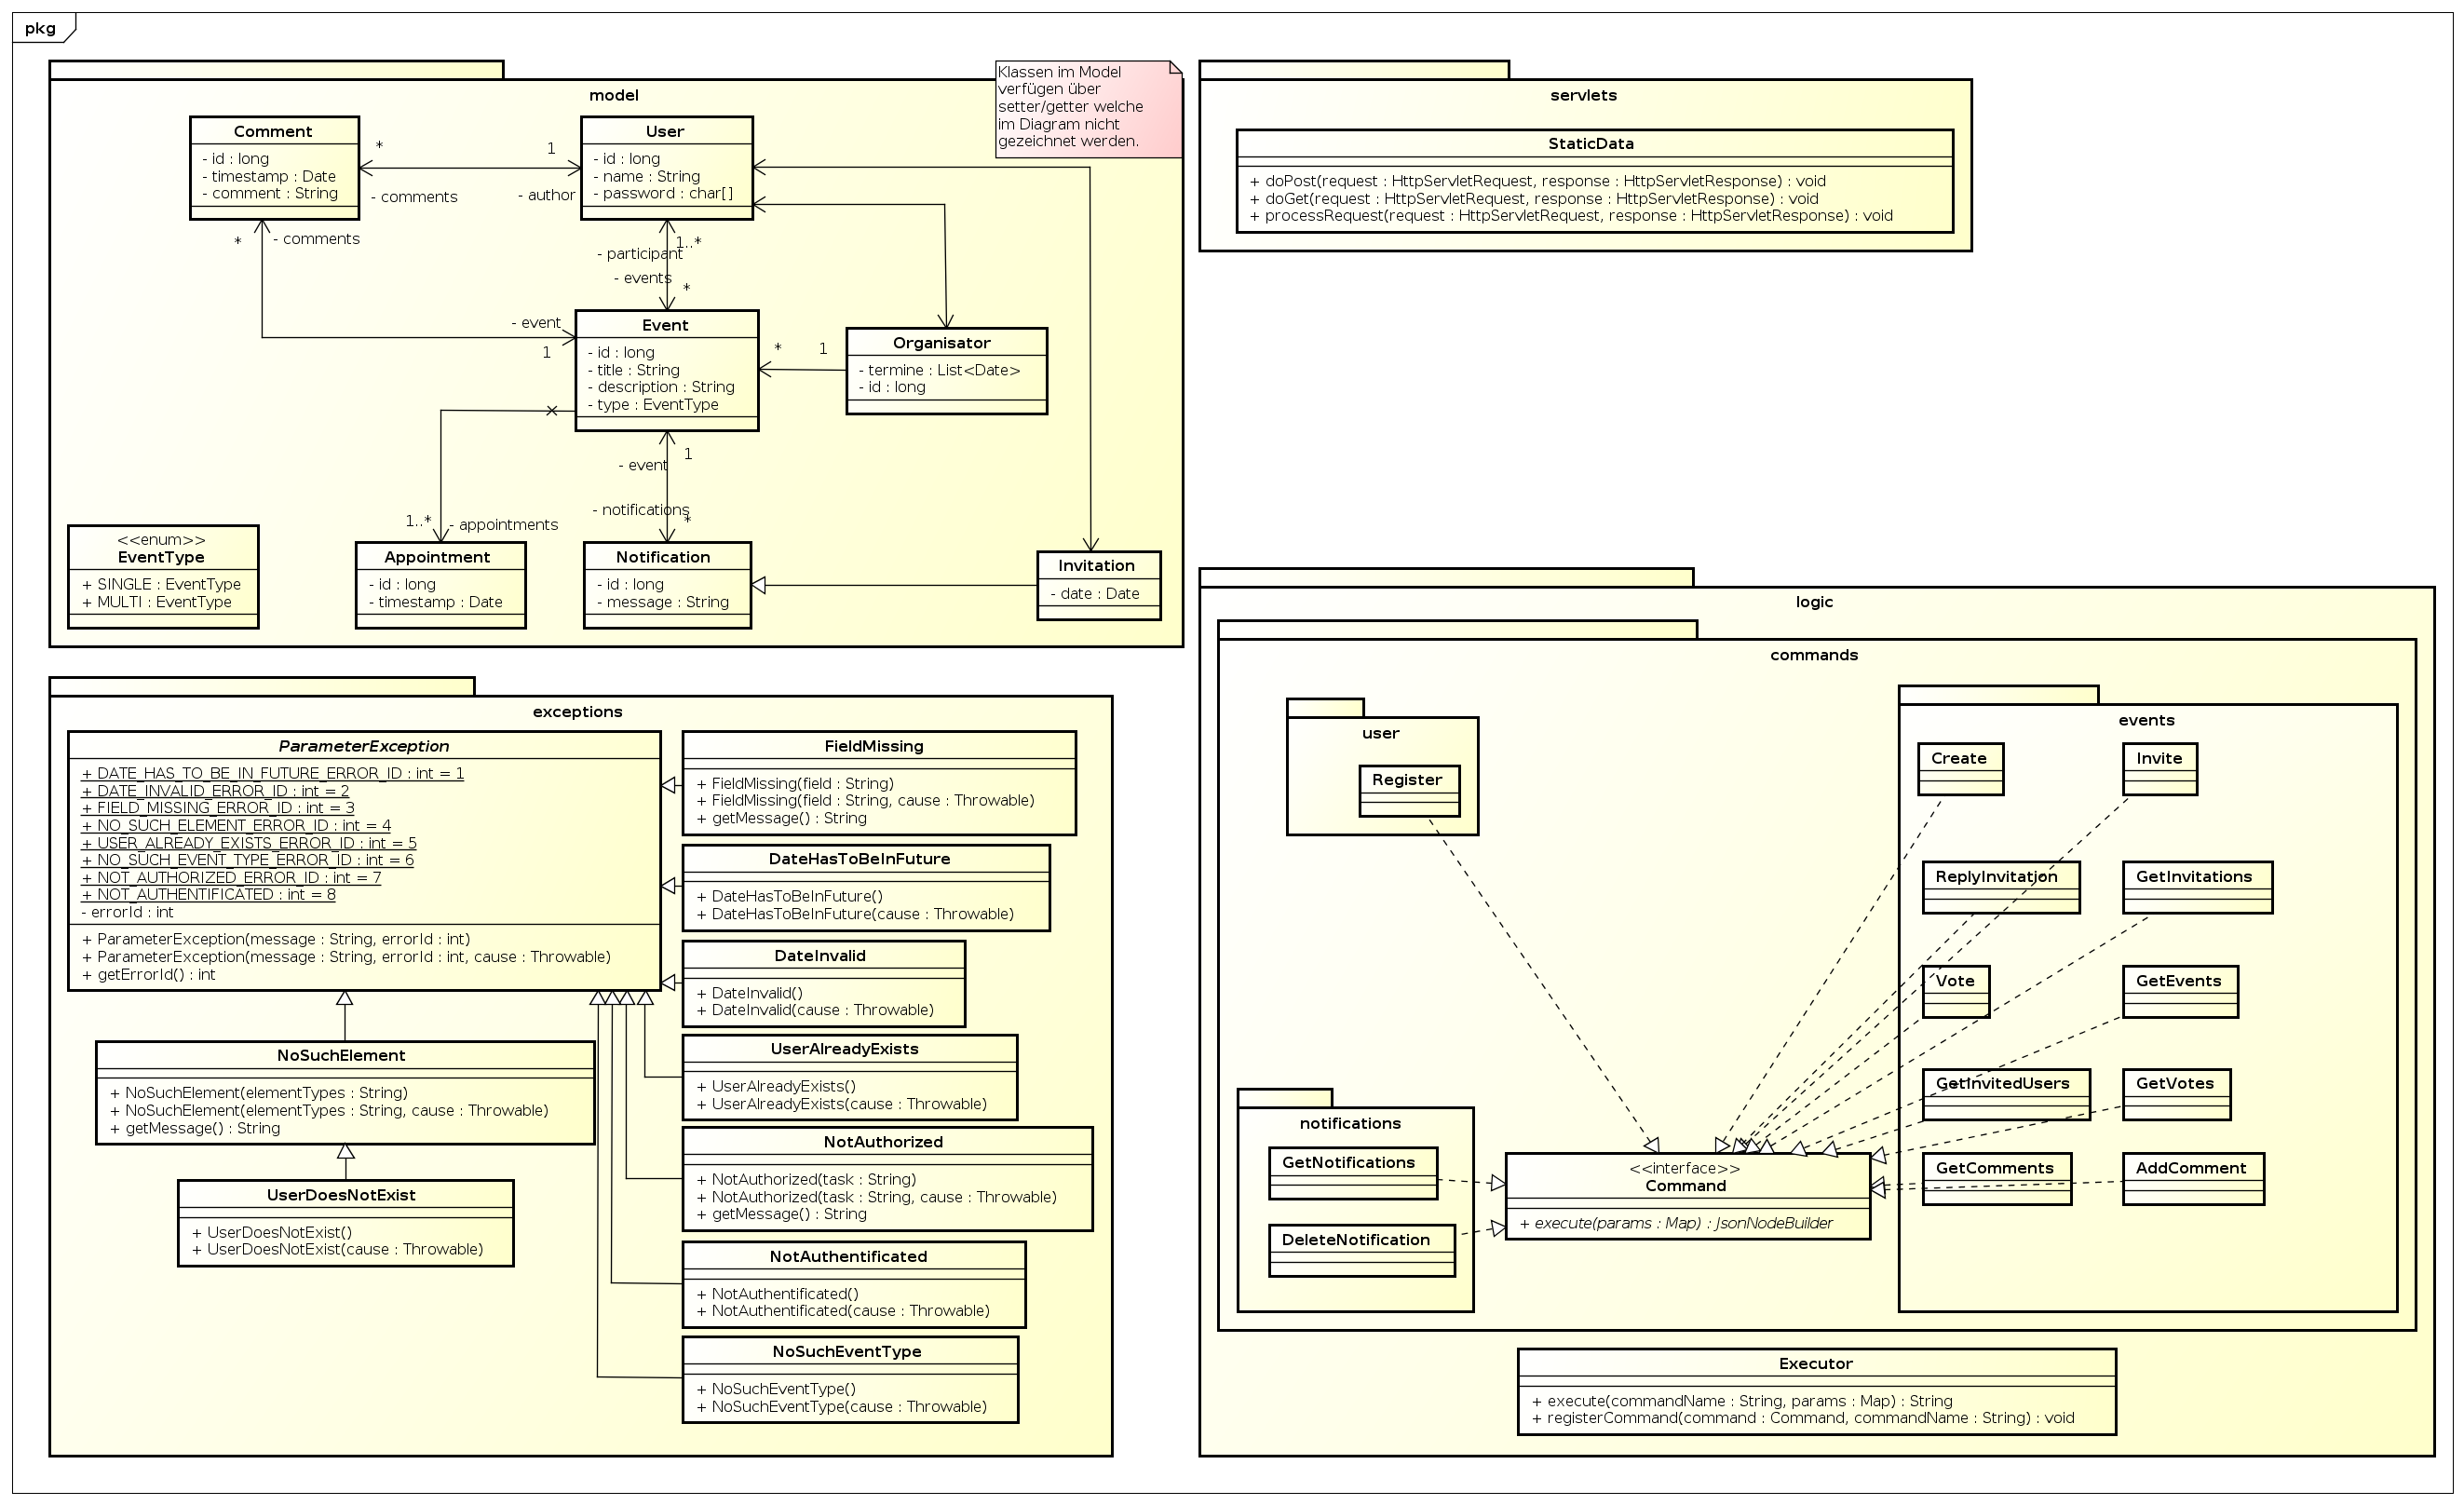 pkg
model
Klassen im Model
verfügen über
setter/getter welche
im Diagram nicht
gezeichnet werden.
Comment
- id : long
- timestamp : Date
- comment : String
*
1
- comments
- author
User
- id : long
- name : String
- password : char[]
*
- comments
1..*
- participant
- events
*
- event
1
Event
- id : long
- title : String
- description : String
- type : EventType
*
1
Organisator
- termine : List<Date>
- id : long
1
- event
- notifications
*
1..*
- appointments
<<enum>>
EventType
+ SINGLE : EventType
+ MULTI : EventType
Appointment
- id : long
- timestamp : Date
Notification
- id : long
- message : String
Invitation
- date : Date
servlets
StaticData
+ doPost(request : HttpServletRequest, response : HttpServletResponse) : void
+ doGet(request : HttpServletRequest, response : HttpServletResponse) : void
+ processRequest(request : HttpServletRequest, response : HttpServletResponse) : void
exceptions
ParameterException
+ DATE_HAS_TO_BE_IN_FUTURE_ERROR_ID : int = 1
+ DATE_INVALID_ERROR_ID : int = 2
+ FIELD_MISSING_ERROR_ID : int = 3
+ NO_SUCH_ELEMENT_ERROR_ID : int = 4
+ USER_ALREADY_EXISTS_ERROR_ID : int = 5
+ NO_SUCH_EVENT_TYPE_ERROR_ID : int = 6
+ NOT_AUTHORIZED_ERROR_ID : int = 7
+ NOT_AUTHENTIFICATED : int = 8
- errorId : int
+ ParameterException(message : String, errorId : int)
+ ParameterException(message : String, errorId : int, cause : Throwable)
+ getErrorId() : int
NoSuchElement
+ NoSuchElement(elementTypes : String)
+ NoSuchElement(elementTypes : String, cause : Throwable)
+ getMessage() : String
UserDoesNotExist
+ UserDoesNotExist()
+ UserDoesNotExist(cause : Throwable)
FieldMissing
+ FieldMissing(field : String)
+ FieldMissing(field : String, cause : Throwable)
+ getMessage() : String
DateHasToBeInFuture
+ DateHasToBeInFuture()
+ DateHasToBeInFuture(cause : Throwable)
DateInvalid
+ DateInvalid()
+ DateInvalid(cause : Throwable)
UserAlreadyExists
+ UserAlreadyExists()
+ UserAlreadyExists(cause : Throwable)
NotAuthorized
+ NotAuthorized(task : String)
+ NotAuthorized(task : String, cause : Throwable)
+ getMessage() : String
NotAuthentificated
+ NotAuthentificated()
+ NotAuthentificated(cause : Throwable)
NoSuchEventType
+ NoSuchEventType()
+ NoSuchEventType(cause : Throwable)
logic
commands
user
Register
events
Create
Invite
ReplyInvitation
GetInvitations
Vote
GetEvents
GetInvitedUsers
GetVotes
GetComments
AddComment
notifications
GetNotifications
DeleteNotification
<<interface>>
Command
+ execute(params : Map) : JsonNodeBuilder
Executor
+ execute(commandName : String, params : Map) : String
+ registerCommand(command : Command, commandName : String) : void